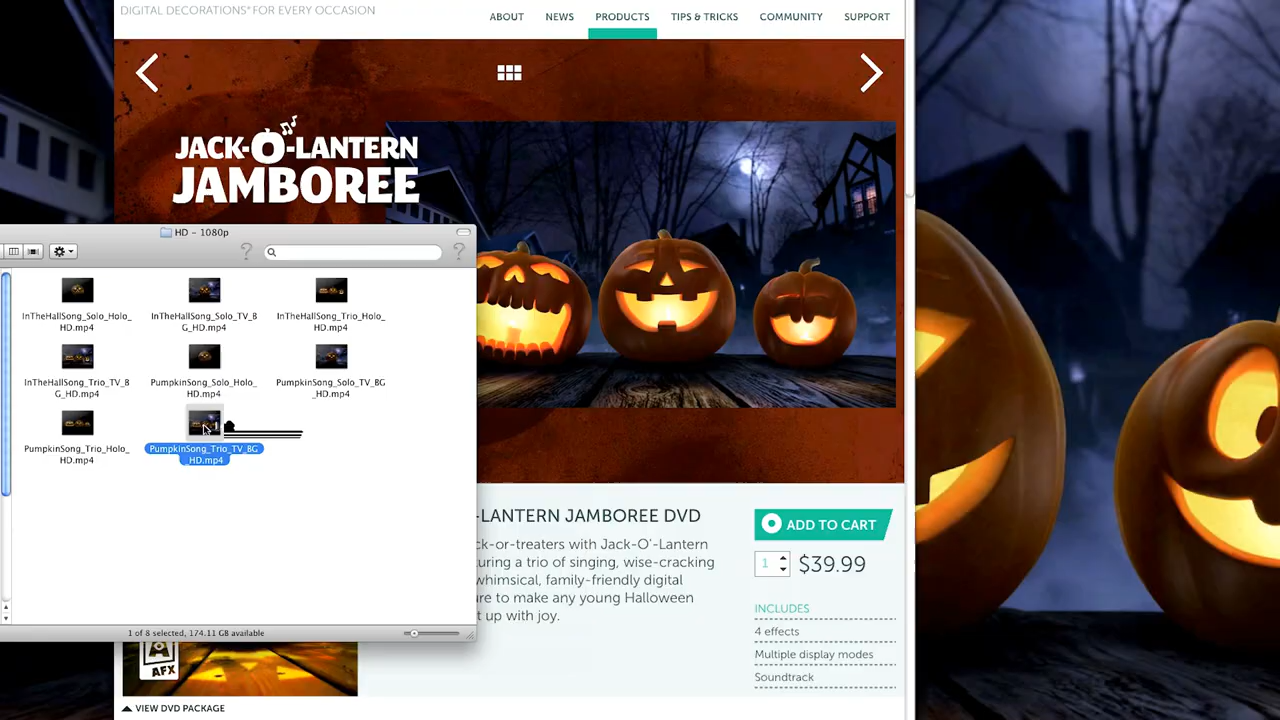 DIGITAL DECORATIONS® FOR EVERY OCCASION
ABOUT NEWS PRODUCTS TIPS & TRICKS COMMUNITY SUPPORT
JACK-O-LANTERN
JAMBOREE
HD - 1080p
InTheHallSong_Solo_Holo_
HD.mp4
InTheHallSong_Solo_TV_B
G_HD.mp4
InTheHallSong_Trio_Holo_
HD.mp4
InTheHallSong_Trio_TV_B
G_HD.mp4
PumpkinSong_Solo_Holo_
HD.mp4
PumpkinSong_Solo_TV_BG
_HD.mp4
PumpkinSong_Trio_Holo_
HD.mp4
PumpkinSong_Trio_TV_BG
_HD.mp4
1 of 8 selected, 174.11 GB available
-LANTERN JAMBOREE DVD
ck-or-treaters with Jack-O'-Lantern
turing a trio of singing, wise-cracking
whimsical, family-friendly digital
ure to make any young Halloween
t up with joy.
ADD TO CART
1 $39.99
INCLUDES
4 effects
Multiple display modes
Soundtrack
AFX
VIEW DVD PACKAGE